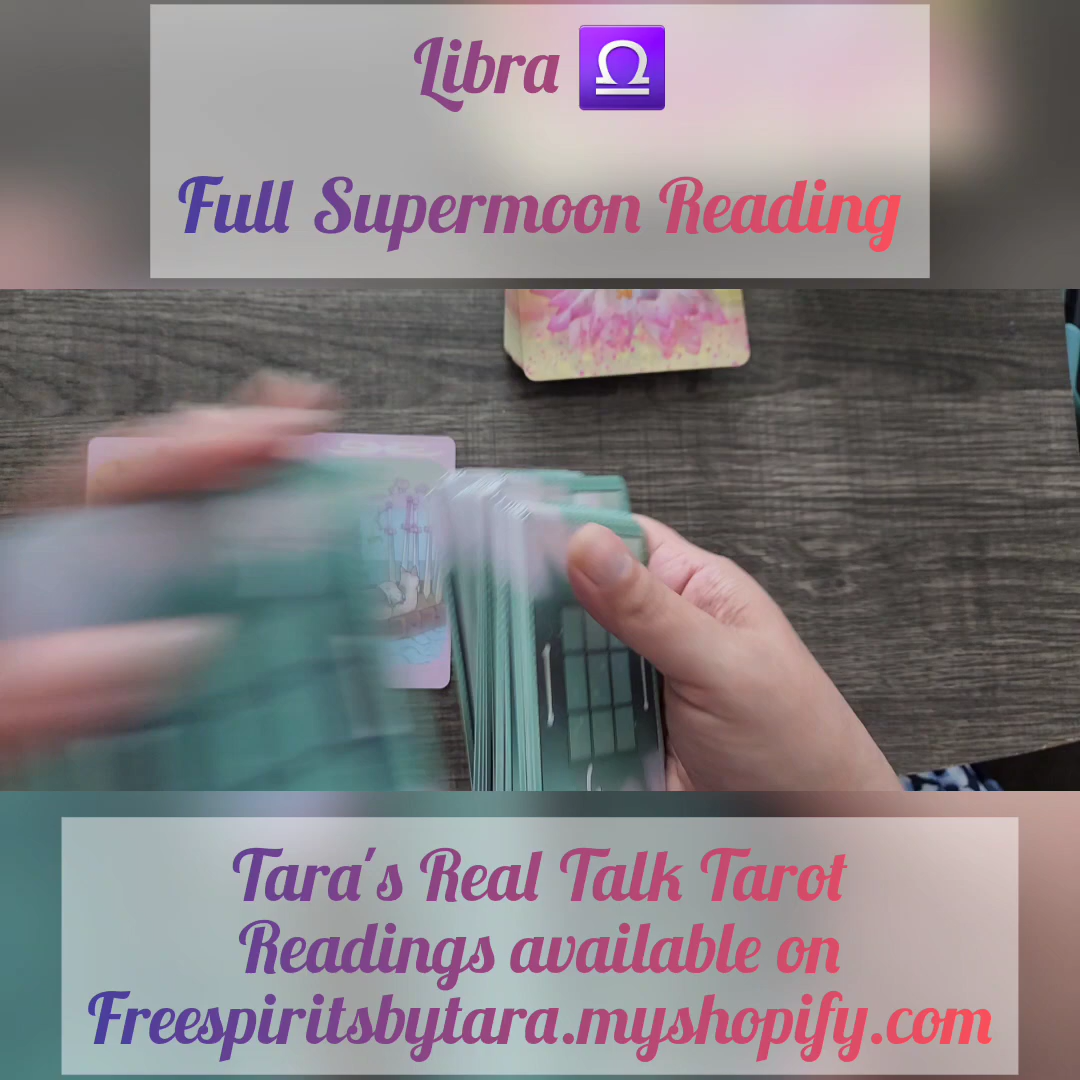 Libra ♎
Full Supermoon Reading
Tara's Real Talk Tarot
Readings available on
Freespiritsbytara.myshopify.com